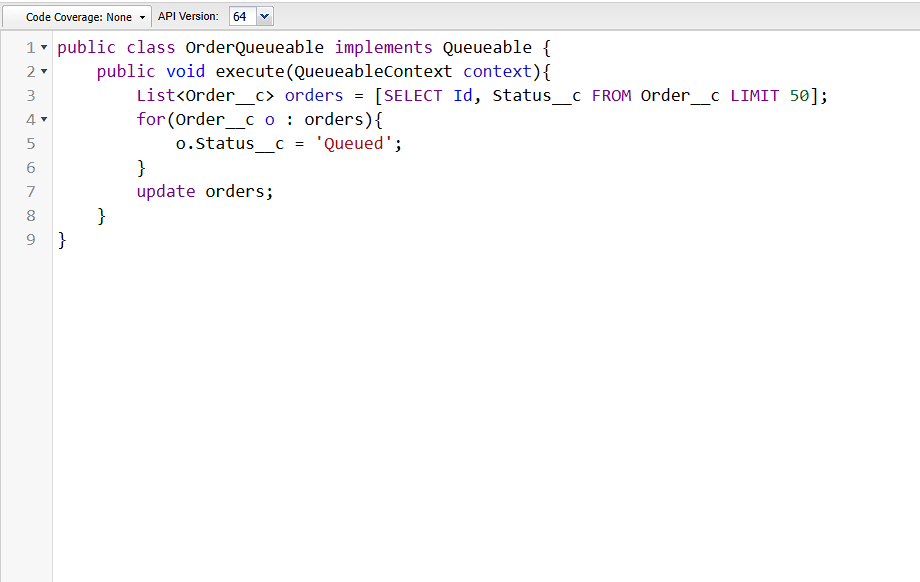 Code Coverage: None API Version: 64
1 public class OrderQueueable implements Queueable {
2     public void execute(QueueableContext context){
3         List<Order__c> orders = [SELECT Id, Status__c FROM Order__c LIMIT 50];
4         for(Order__c o : orders){
5             o.Status__c = 'Queued';
6         }
7         update orders;
8     }
9 }